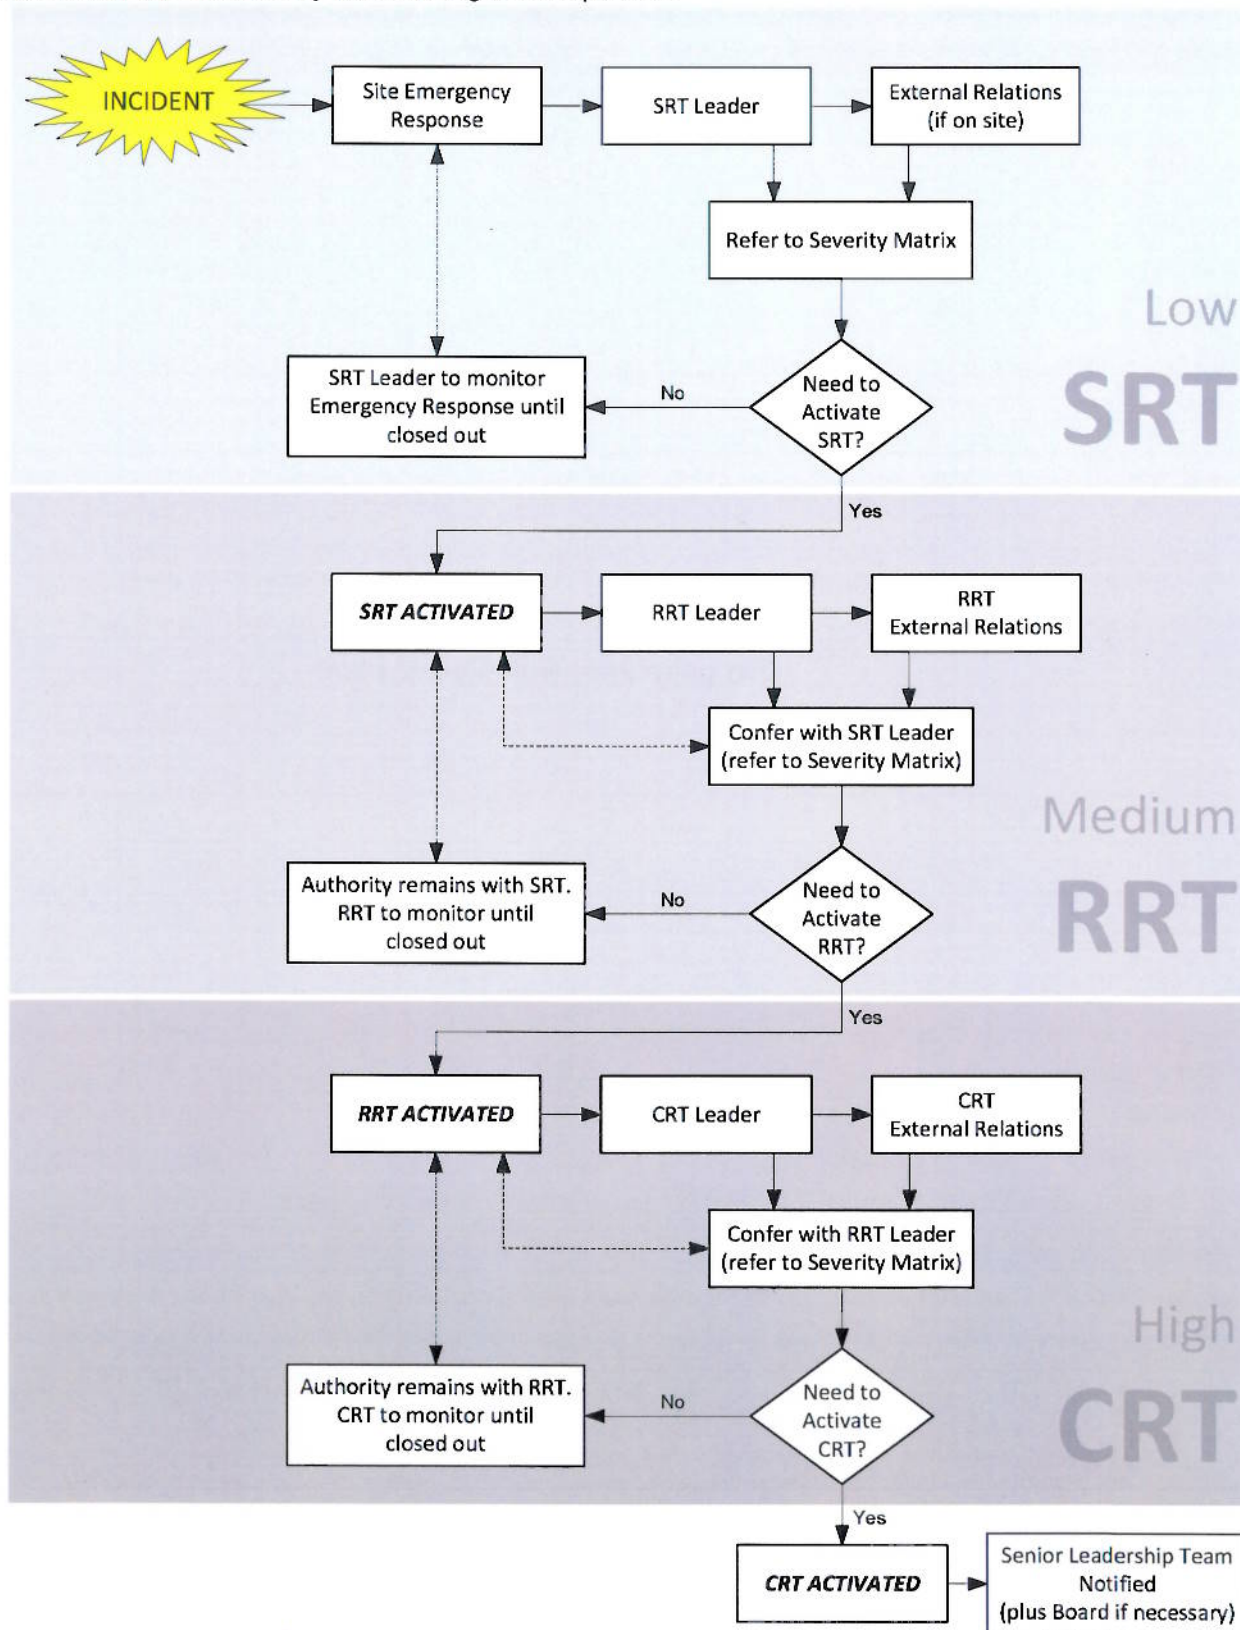 INCIDENT
Site Emergency
Response
SRT Leader
External Relations
(if on site)
Refer to Severity Matrix
Low
SRT
Need to
Activate
SRT?
No
SRT Leader to monitor
Emergency Response until
closed out
Yes
SRT ACTIVATED
RRT Leader
RRT
External Relations
Confer with SRT Leader
(refer to Severity Matrix)
Medium
RRT
Need to
Activate
RRT?
No
Authority remains with SRT.
RRT to monitor until
closed out
Yes
RRT ACTIVATED
CRT Leader
CRT
External Relations
Confer with RRT Leader
(refer to Severity Matrix)
High
CRT
Need to
Activate
CRT?
No
Authority remains with RRT.
CRT to monitor until
closed out
Yes
CRT ACTIVATED
Senior Leadership Team
Notified
(plus Board if necessary)